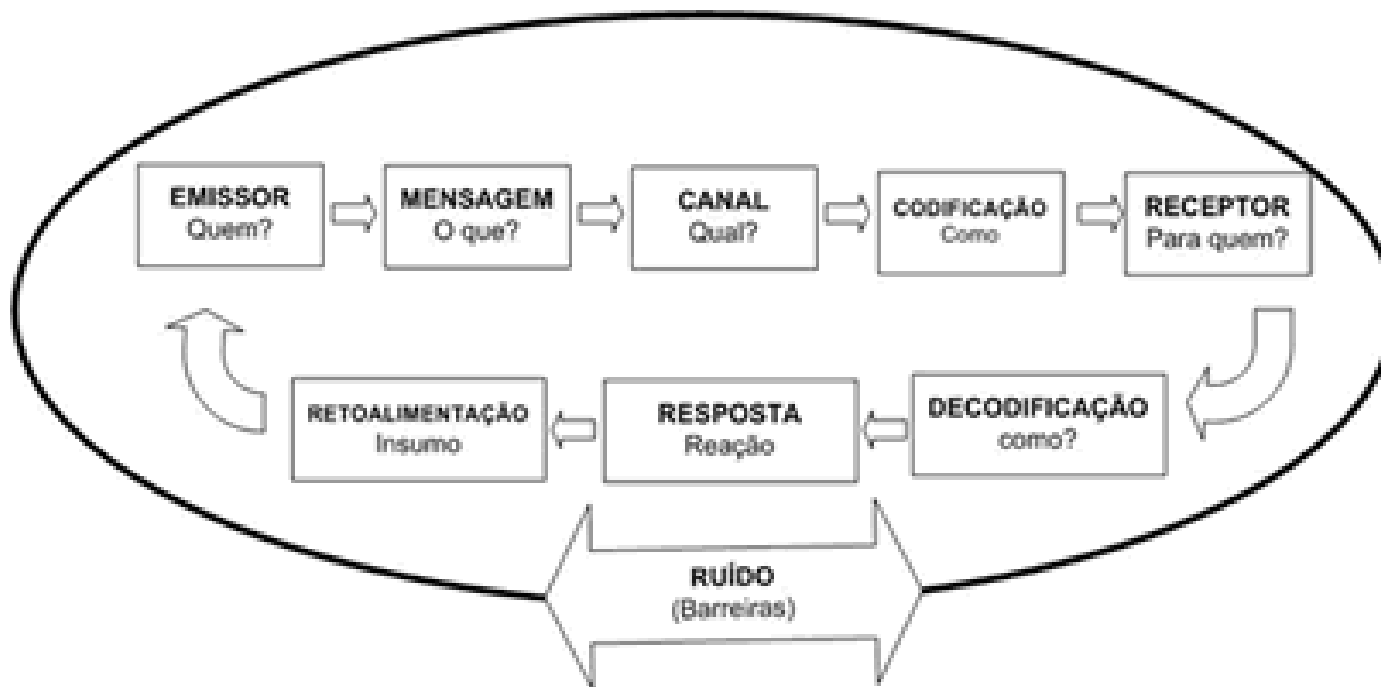 EMISSOR
Quem?
MENSAGEM
O que?
CANAL
Qual?
CODIFICAÇÃO
Como
RECEPTOR
Para quem?
DECODIFICAÇÃO
como?
RESPOSTA
Reação
RETOALIMENTAÇÃO
Insumo
RUÍDO
(Barreiras)